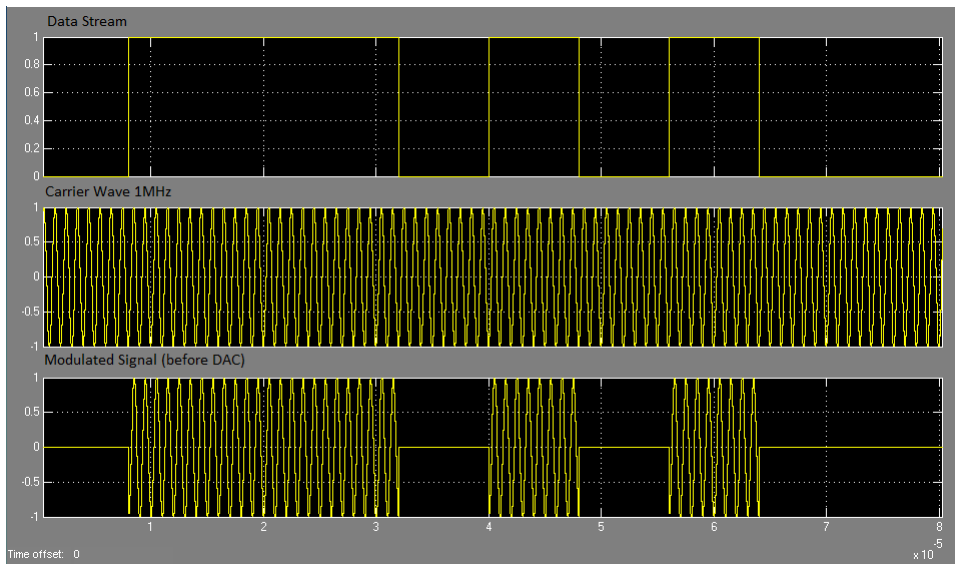 Data Stream
1
0.8
0.6
0.4
0.2
0
Carrier Wave 1MHz
1
0.5
0
-0.5
-1
Modulated Signal (before DAC)
1
0.5
0
-0.5
-1
1 2 3 4 5 6 7 8
Time offset: 0
x 10
-5